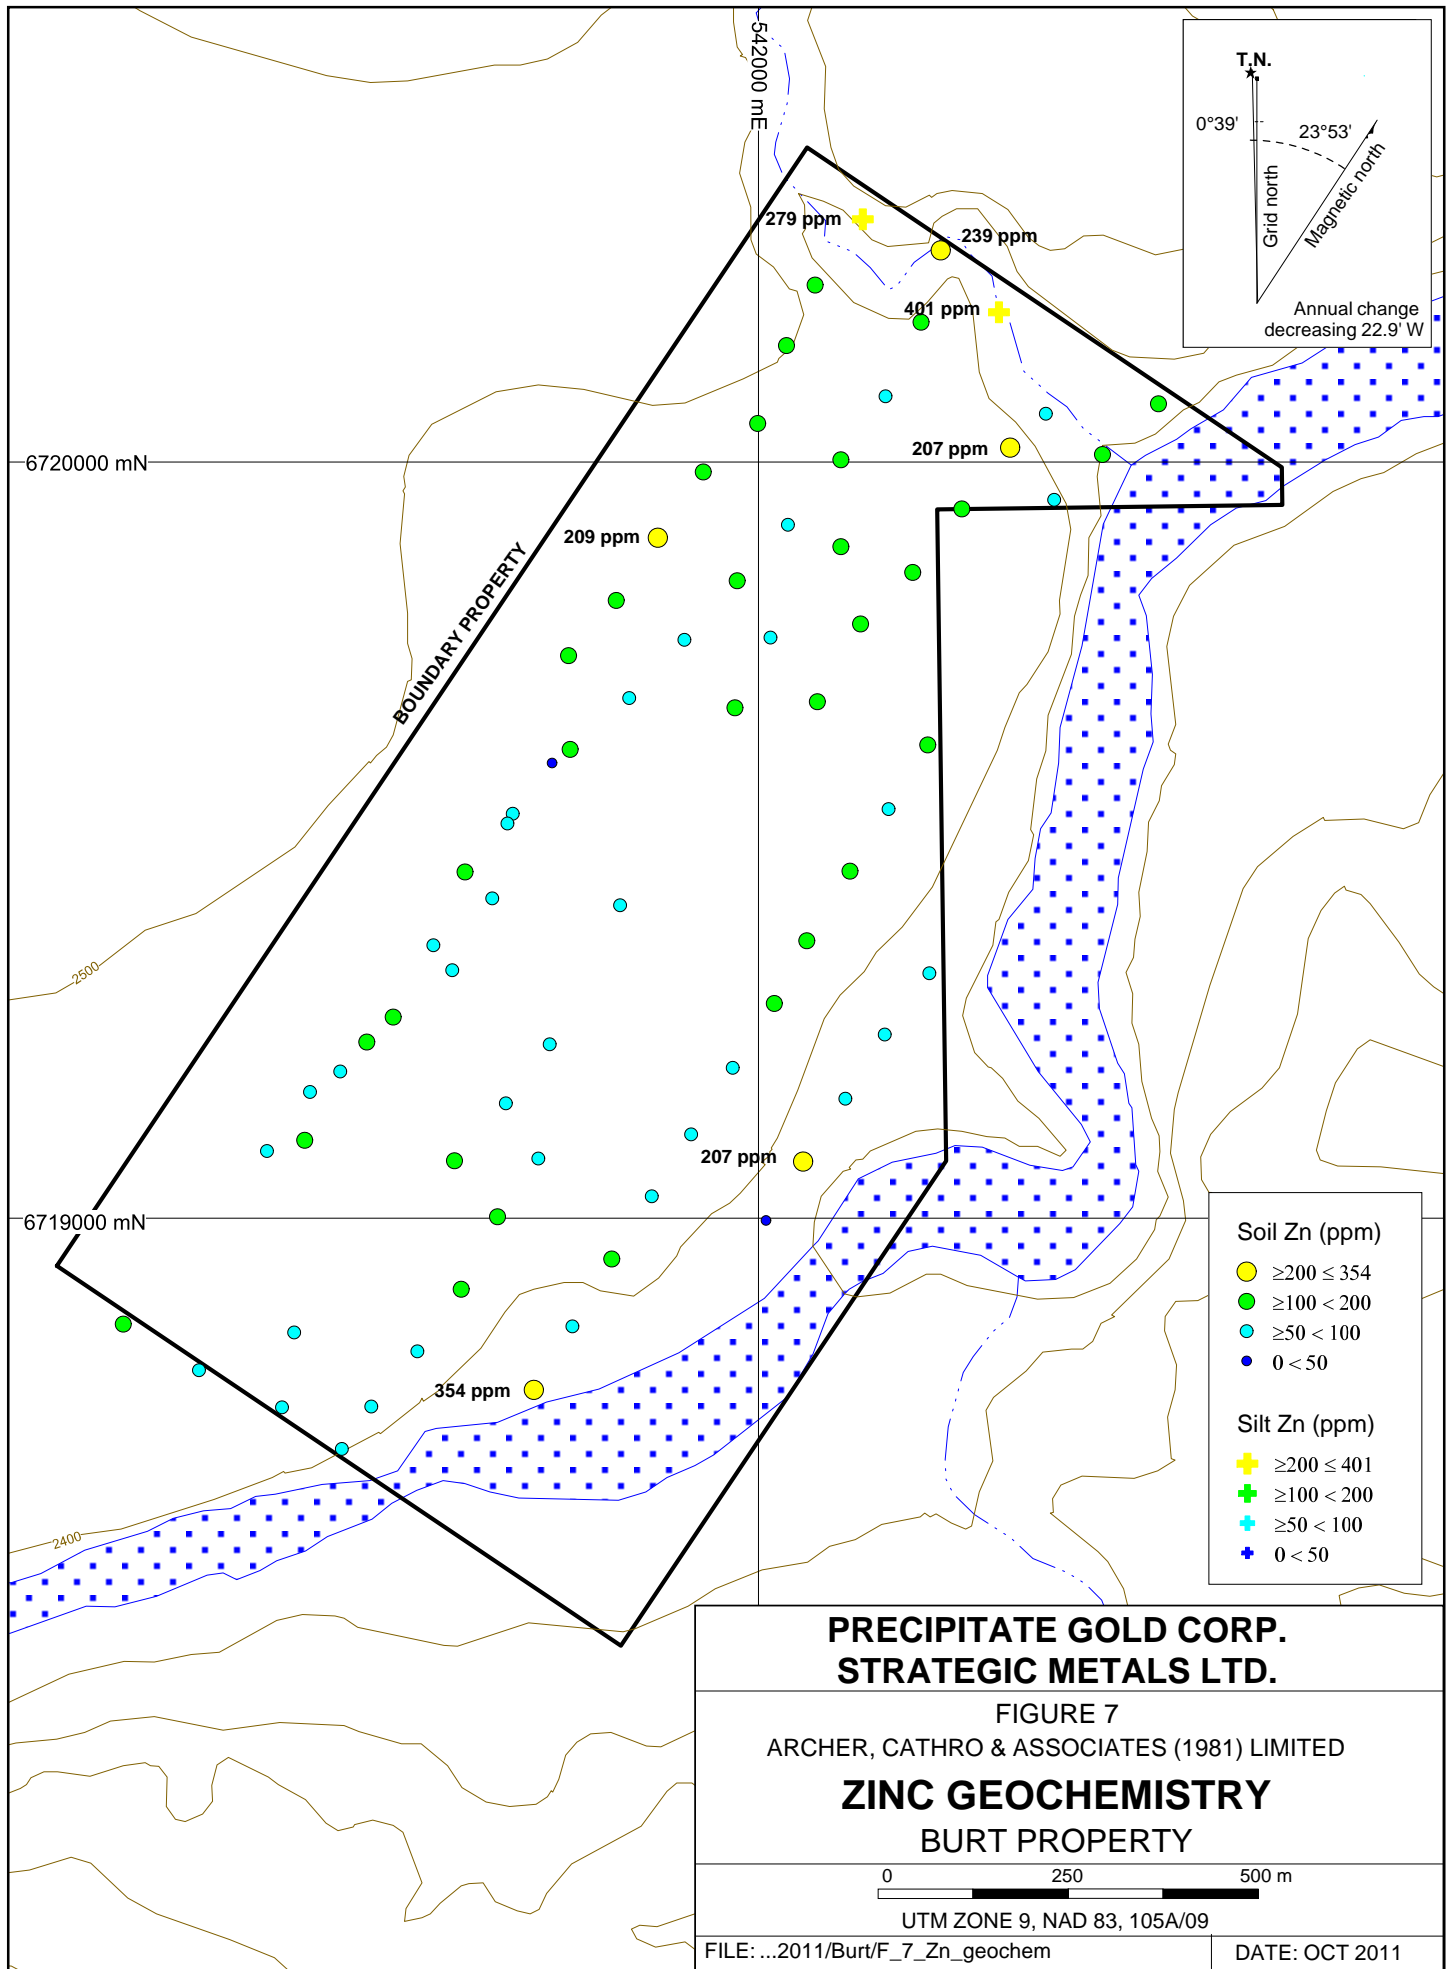 542000 mE
T.N.
0°39'
23°53'
Grid north
Magnetic north
Annual change
decreasing 22.9' W
279 ppm
239 ppm
401 ppm
207 ppm
6720000 mN
209 ppm
BOUNDARY PROPERTY
2500
207 ppm
6719000 mN
354 ppm
2400
Soil Zn (ppm)
≥200 ≤ 354
≥100 < 200
≥50 < 100
0 < 50
Silt Zn (ppm)
≥200 ≤ 401
≥100 < 200
≥50 < 100
0 < 50
PRECIPITATE GOLD CORP.
STRATEGIC METALS LTD.
FIGURE 7
ARCHER, CATHRO & ASSOCIATES (1981) LIMITED
ZINC GEOCHEMISTRY
BURT PROPERTY
0 250 500 m
UTM ZONE 9, NAD 83, 105A/09
FILE: ...2011/Burt/F_7_Zn_geochem
DATE: OCT 2011